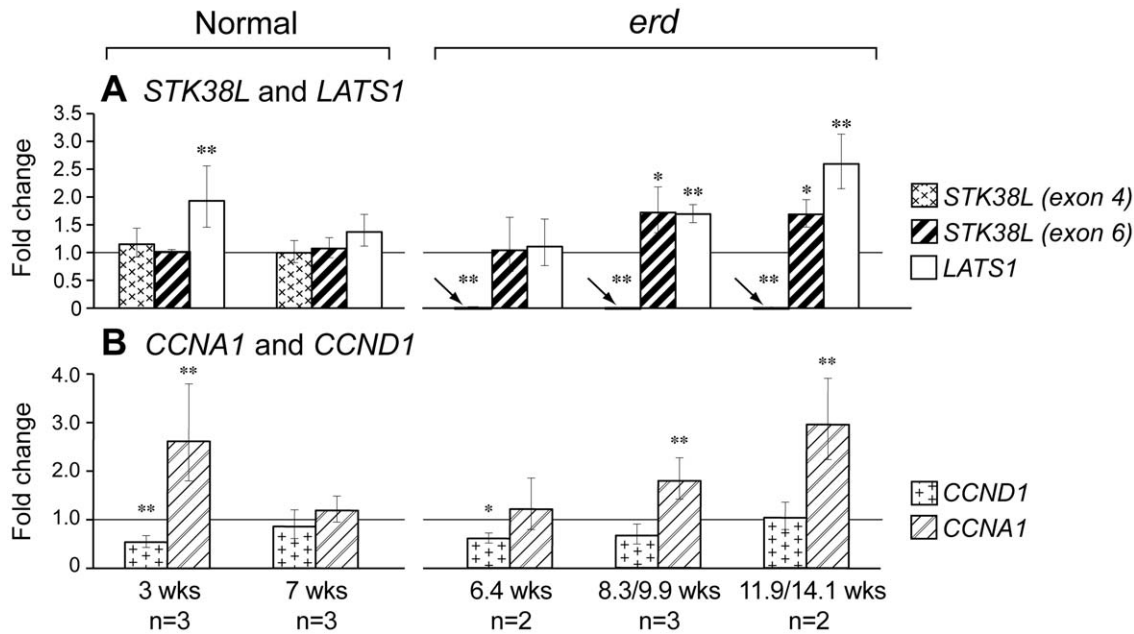 Normal erd
A STK38L and LATS1
Fold change
3.5
3.0
2.5
2.0
1.5
1.0
0.5
0
** * ** * ** ** ** **
STK38L (exon 4)
STK38L (exon 6)
LATS1
B CCNA1 and CCND1
Fold change
4.0
3.0
2.0
1.0
0
** ** * ** **
CCND1
CCNA1
3 wks 7 wks 6.4 wks 8.3/9.9 wks 11.9/14.1 wks
n=3 n=3 n=2 n=3 n=2